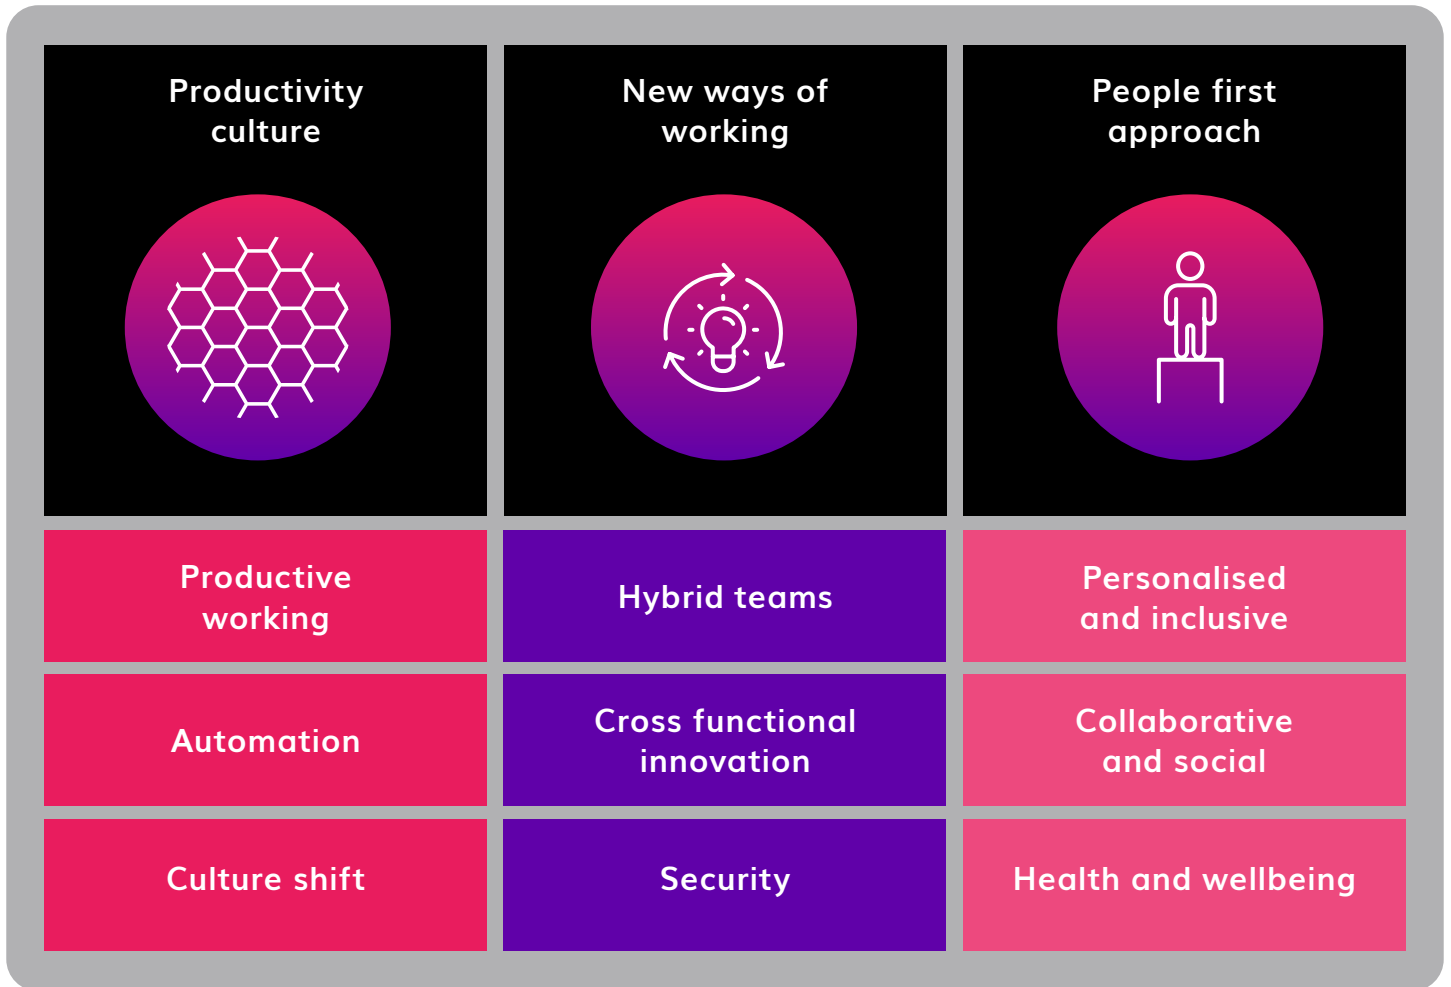 Productivity
culture
New ways of
working
People first
approach
Productive
working
Hybrid teams
Personalised
and inclusive
Automation
Cross functional
innovation
Collaborative
and social
Culture shift
Security
Health and wellbeing